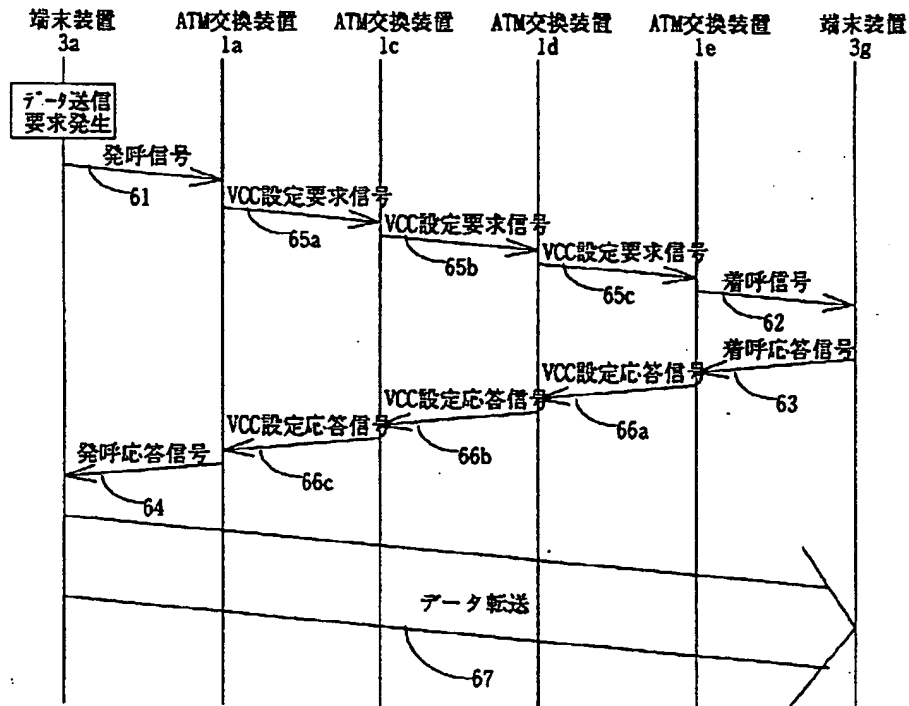 端末装置 ATM交換装置 ATM交換装置 ATM交換装置 ATM交換装置 端末装置
3a 1a 1c 1d 1e 3g
データ送信
要求発生
発呼信号
61
VCC設定要求信号
65a
VCC設定要求信号
65b
VCC設定要求信号
65c
着呼信号
62
着呼応答信号
63
VCC設定応答信号
66a
VCC設定応答信号
66b
VCC設定応答信号
66c
発呼応答信号
64
データ転送
67